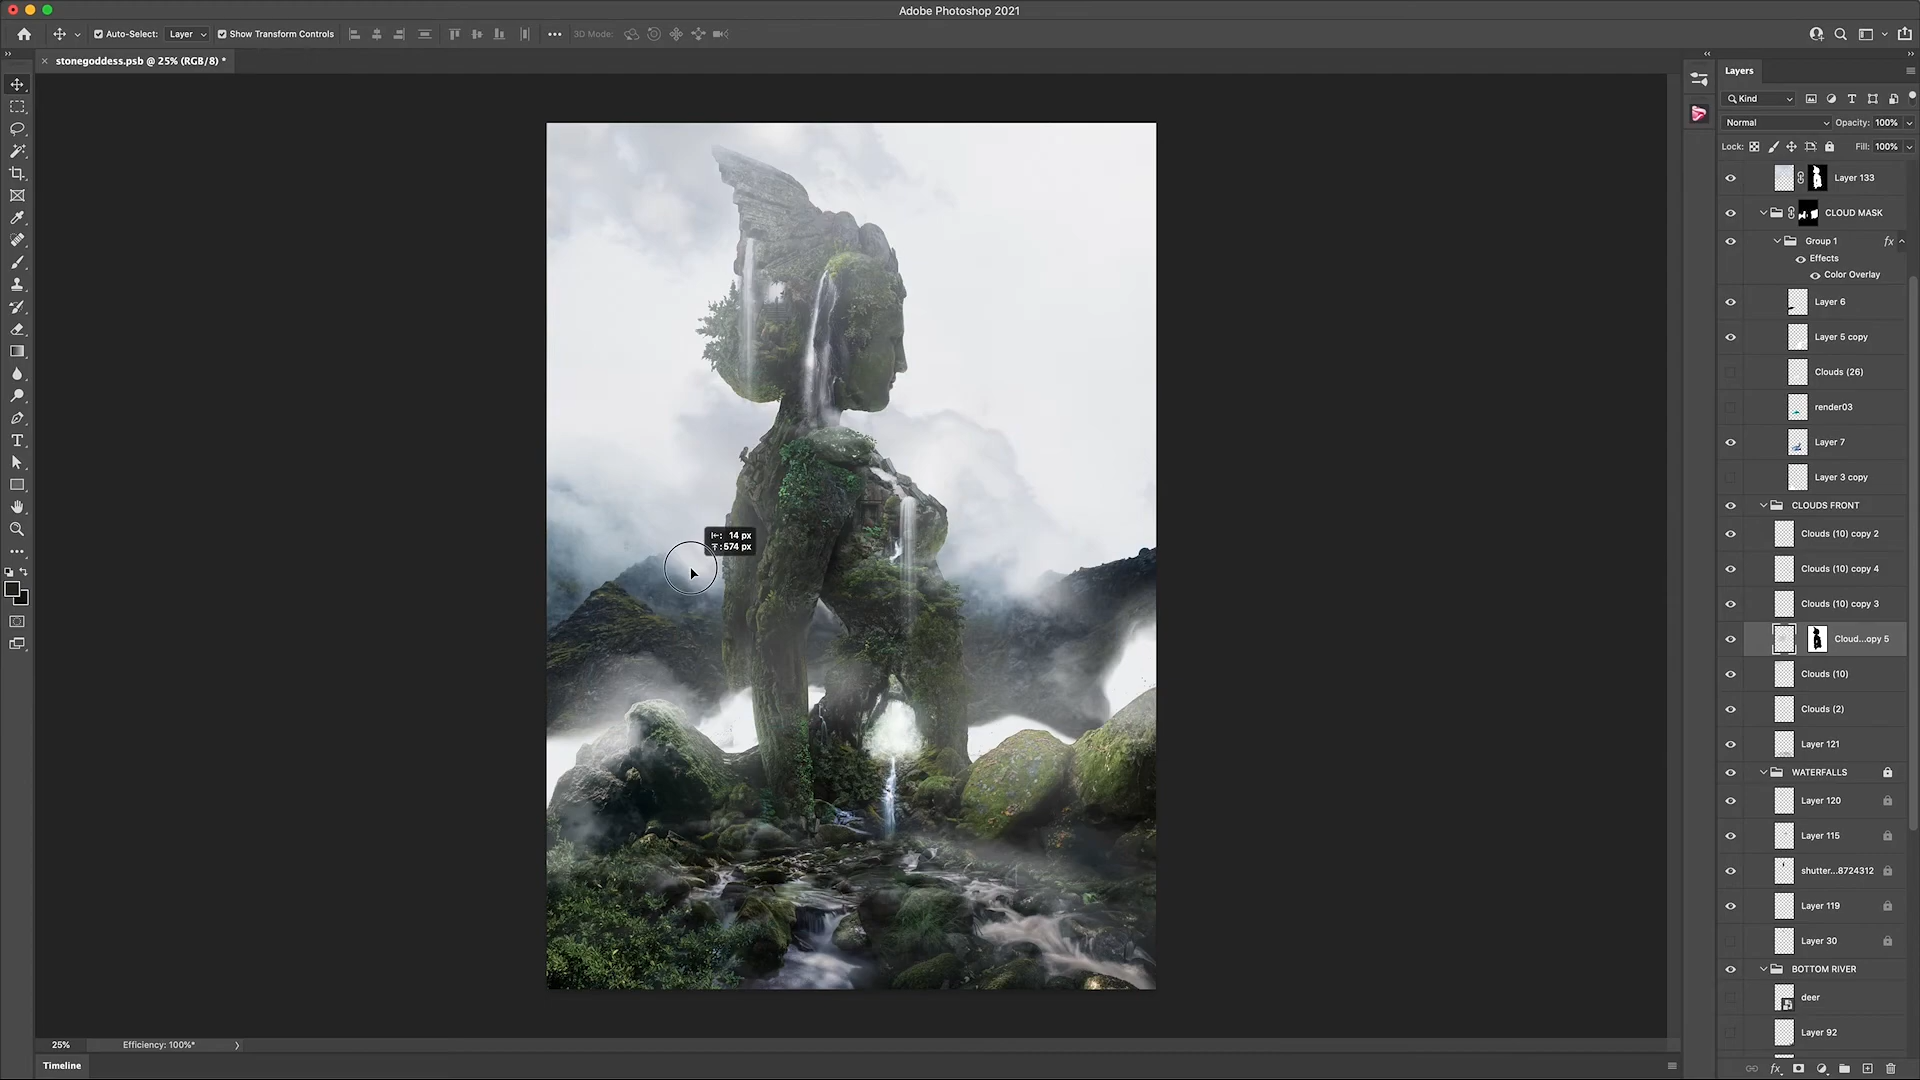 Adobe Photoshop 2021
Auto-Select:
Layer
Show Transform Controls
3D Mode:
stonegoddess.psb @ 25% (RGB/8) *
Layers
Kind
Normal
Opacity: 100%
Lock:
Fill: 100%
Layer 133
CLOUD MASK
Group 1
fx
Effects
Color Overlay
Layer 6
Layer 5 copy
Clouds (26)
render03
Layer 7
Layer 3 copy
CLOUDS FRONT
Clouds (10) copy 2
14 px
574 px
Clouds (10) copy 4
Clouds (10) copy 3
Cloud...opy 5
Clouds (10)
Clouds (2)
Layer 121
WATERFALLS
Layer 120
Layer 115
shutter...8724312
Layer 119
Layer 30
BOTTOM RIVER
deer
Layer 92
25%
Efficiency: 100%*
Timeline
fx